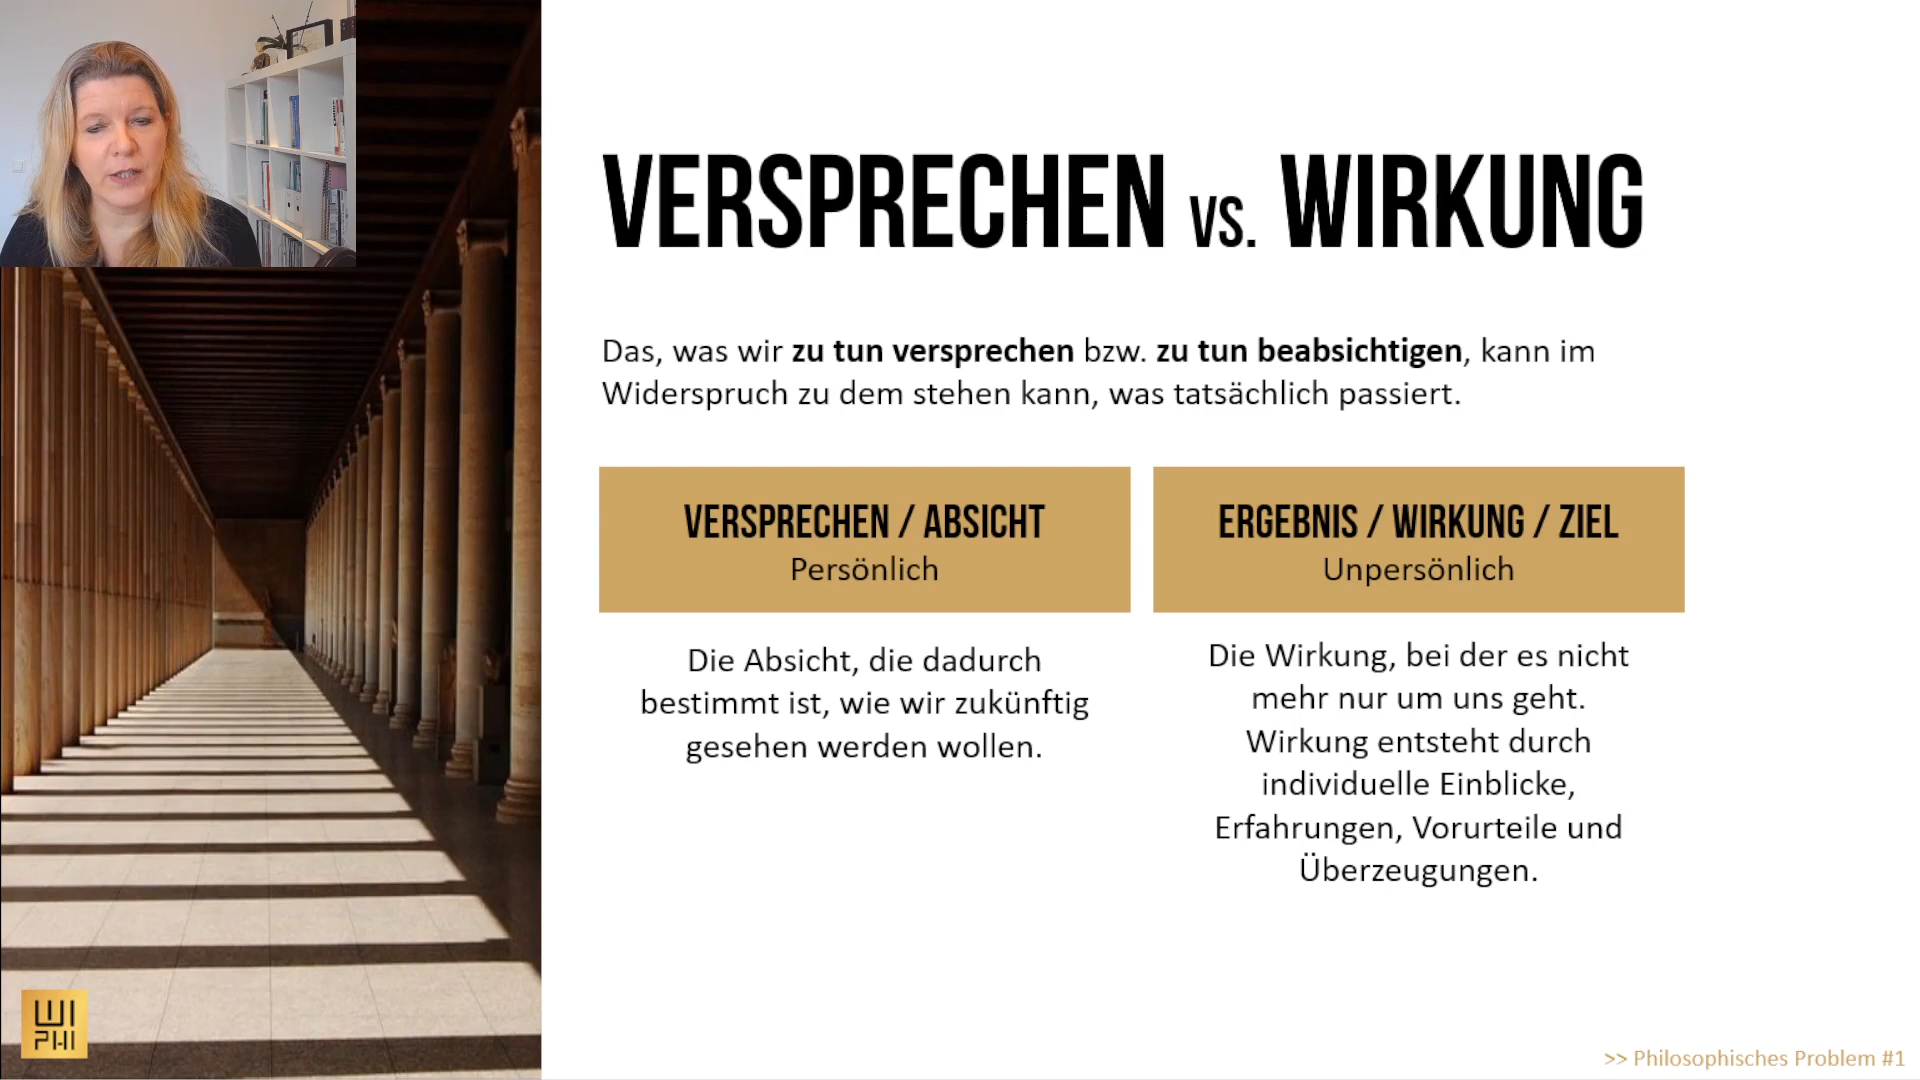 VERSPRECHEN VS. WIRKUNG
Das, was wir zu tun versprechen bzw. zu tun beabsichtigen, kann im
Widerspruch zu dem stehen kann, was tatsächlich passiert.
VERSPRECHEN / ABSICHT
Persönlich
Die Absicht, die dadurch
bestimmt ist, wie wir zukünftig
gesehen werden wollen.
ERGEBNIS / WIRKUNG / ZIEL
Unpersönlich
Die Wirkung, bei der es nicht
mehr nur um uns geht.
Wirkung entsteht durch
individuelle Einblicke,
Erfahrungen, Vorurteile und
Überzeugungen.
WI
PHI
>> Philosophisches Problem #1